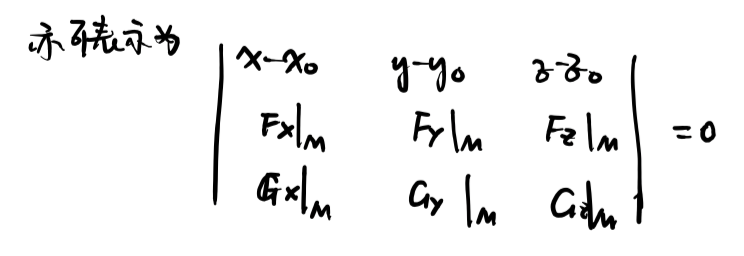 亦可表示为
| x-x₀ y-y₀ z-z₀ |
| Fx|M Fy|M Fz|M | = 0
| Gx|M Gy|M Gz|M |